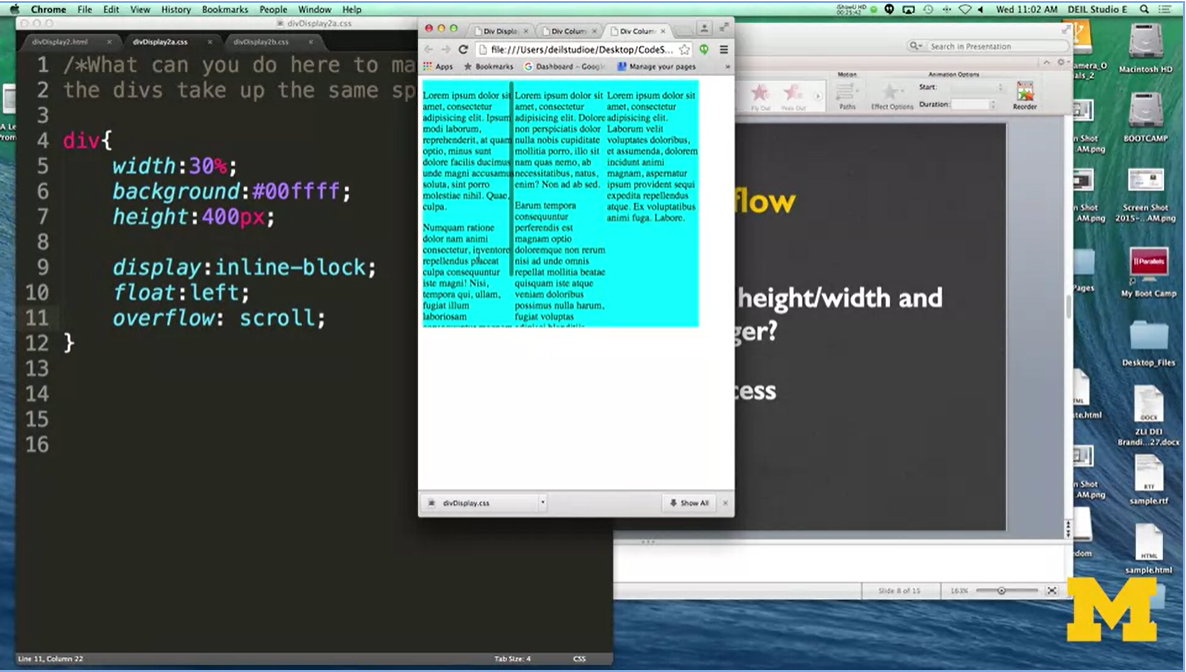 Chrome File Edit View History Bookmarks People Window Help
Wed 11:02 AM DEIL Studio E
divDisplay2a.css
divDisplay2.html divDisplay2a.css divDisplay2b.css
1 /*What can you do here to ma
2 the divs take up the same sp
3
4 div{
5 width:30%;
6 background:#00ffff;
7 height:400px;
8
9 display:inline-block;
10 float:left;
11 overflow: scroll;
12 }
13
14
15
16
Line 11, Column 22 Tab Size: 4 CSS
Div Displa Div Colum Div Colum
file:///Users/deilstudioe/Desktop/CodeS...
Apps Bookmarks Dashboard – Googl Manage your pages »
Lorem ipsum dolor sit
amet, consectetur
adipisicing elit. Ipsum
modi laborum,
reprehenderit, at quam
optio, minus sunt
dolore facilis ducimus
unde magni accusamus
soluta, sint porro
molestiae nihil. Quae,
culpa.
Numquam ratione
dolor nam animi
consectetur, inventore
repellendus placeat
culpa consequuntur
iste magni! Nisi,
tempora qui, ullam,
fugiat illum
laboriosam
consequuntur magnam
Lorem ipsum dolor sit
amet, consectetur
adipisicing elit. Dolore
non perspiciatis dolor
nulla nobis cupiditate
mollitia porro, illo sit
nam quas nemo, ab
necessitatibus, natus,
enim? Non ad ab sed.
Earum tempora
consequuntur
perferendis est
magnam optio
doloremque non rerum
nisi ad unde omnis
repellat mollitia beatae
quisquam iste atque
veniam doloribus
possimus nulla harum,
fugiat voluptas
adipisci blanditiis
Lorem ipsum dolor sit
amet, consectetur
adipisicing elit.
Laborum velit
voluptates doloribus,
et assumenda, dolorem
incidunt animi
magnam, aspernatur
ipsum provident sequi
expedita repellendus
atque. Ex voluptatibus
animi fuga. Labore.
divDisplay.css Show All
Search in Presentation
Motion Animation Options
Start:
Duration:
Paths Effect Options Reorder
flow
height/width and
ger?
cess
Slide 8 of 15 163%
Macintosh HD
BOOTCAMP
Screen Shot
2015-...AM.png
My Boot Camp
Desktop_Files
ZLI DEI
Brandi...27.docx
sample.rtf
sample.html
M